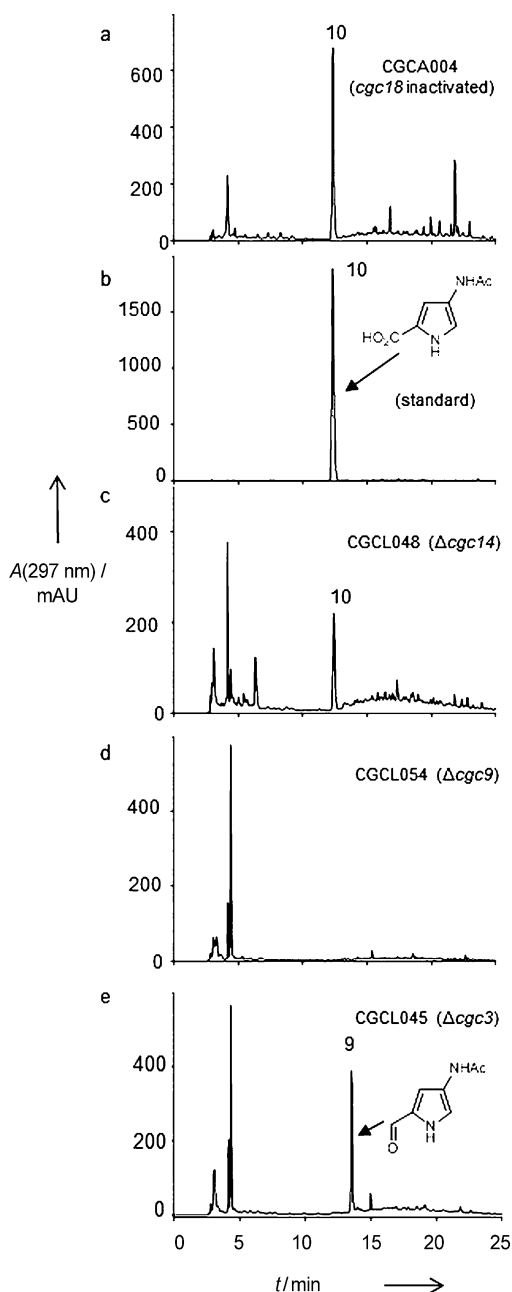 a
10
CGCA004
(cgc18 inactivated)
600
400
200
0
b
10
NHAc
HO₂C
N
H
(standard)
1500
1000
500
0
A(297 nm) /
mAU
c
CGCL048 (Δcgc14)
10
400
200
0
d
CGCL054 (Δcgc9)
400
200
0
e
CGCL045 (Δcgc3)
9
NHAc
N
H
O
400
200
0
0 5 10 15 20 25
t/min